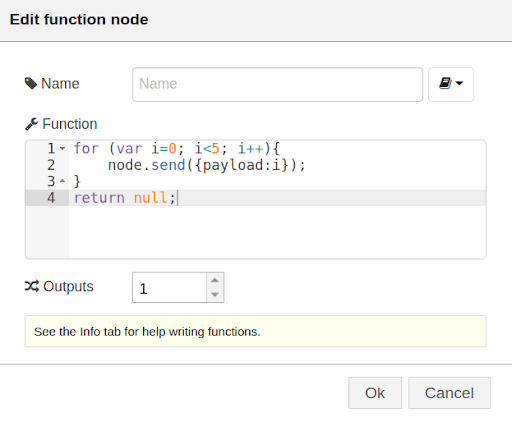 Edit function node
Name
Name
Function
1 for (var i=0; i<5; i++){
2 node.send({payload:i});
3 }
4 return null;
Outputs
1
See the Info tab for help writing functions.
Ok
Cancel